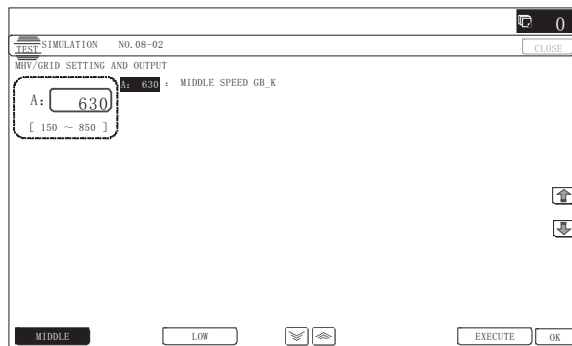 0
TEST SIMULATION NO.08-02
CLOSE
MHV/GRID SETTING AND OUTPUT
A: 630 : MIDDLE SPEED GB_K
A: 630
[ 150 ～ 850 ]
MIDDLE LOW EXECUTE OK